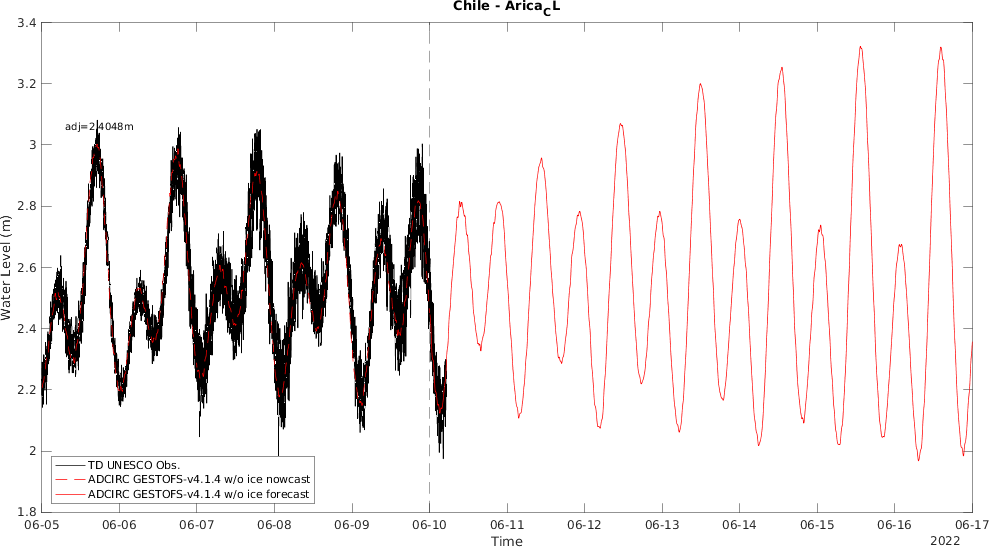 Chile - AricaCL
3.4
3.2
3
2.8
2.6
2.4
2.2
2
1.8
Water Level (m)
adj=2.4048m
TD UNESCO Obs.
ADCIRC GESTOFS-v4.1.4 w/o ice nowcast
ADCIRC GESTOFS-v4.1.4 w/o ice forecast
06-05 06-06 06-07 06-08 06-09 06-10 06-11 06-12 06-13 06-14 06-15 06-16 06-17
Time
2022